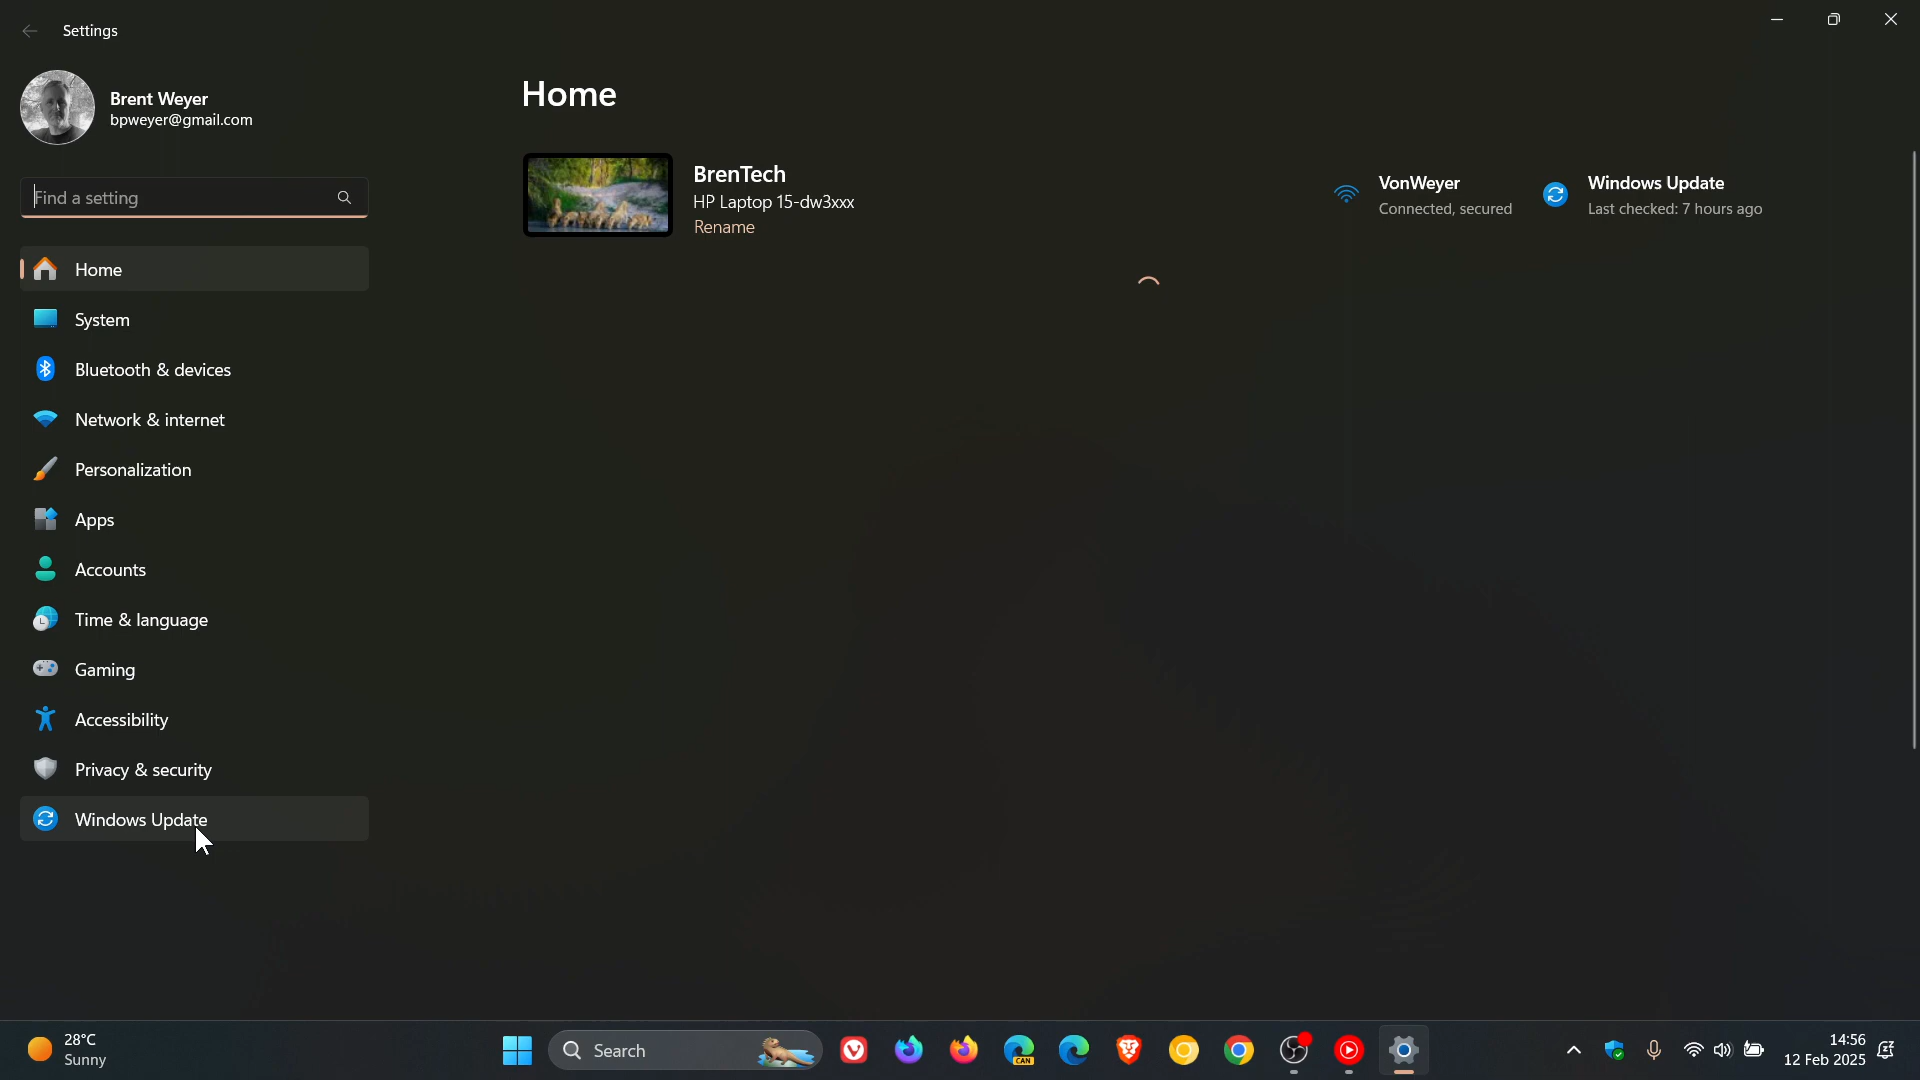 Settings
Brent Weyer
bpweyer@gmail.com
Find a setting
Home
System
Bluetooth & devices
Network & internet
Personalization
Apps
Accounts
Time & language
Gaming
Accessibility
Privacy & security
Windows Update
Home
BrenTech
HP Laptop 15-dw3xxx
Rename
VonWeyer
Connected, secured
Windows Update
Last checked: 7 hours ago
28°C
Sunny
Search
CAN
14:56
12 Feb 2025